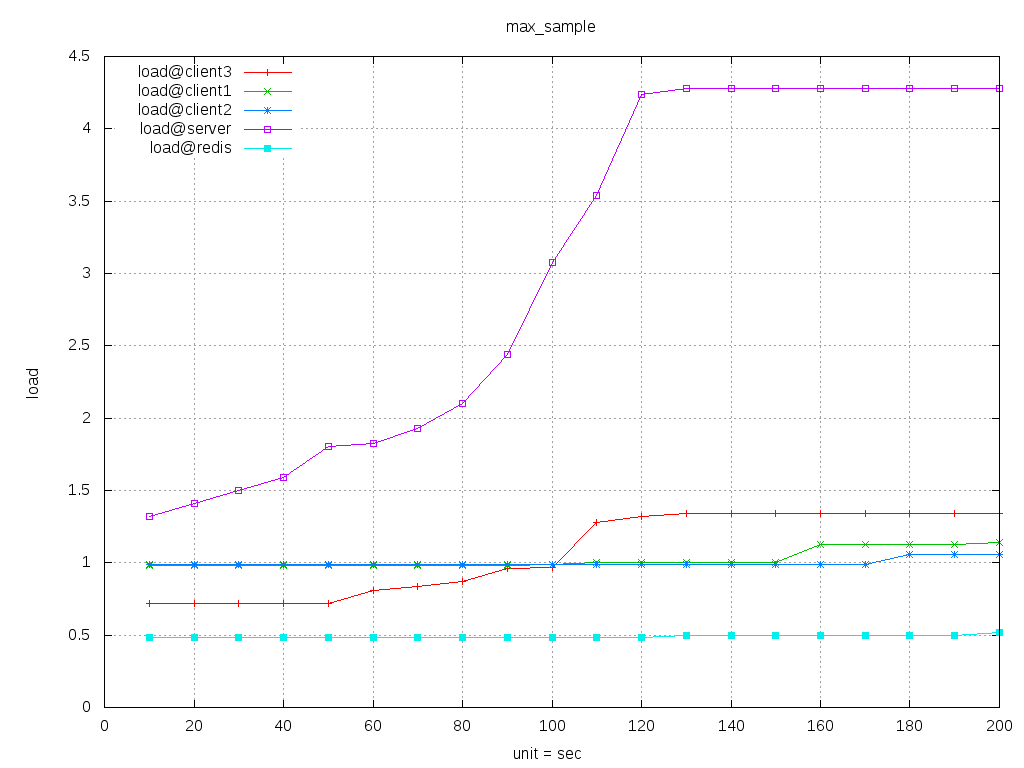 max_sample
4.5
4
3.5
3
2.5
2
1.5
1
0.5
0
load
load@client3
load@client1
load@client2
load@server
load@redis
0 20 40 60 80 100 120 140 160 180 200
unit = sec